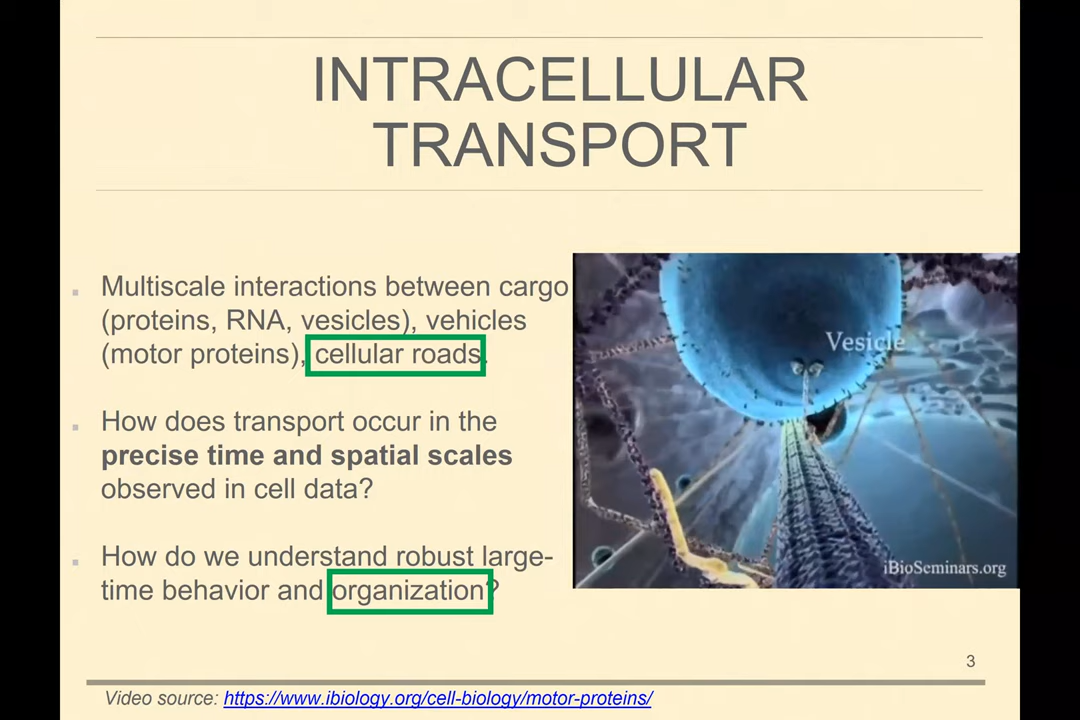 INTRACELLULAR
TRANSPORT
Multiscale interactions between cargo
(proteins, RNA, vesicles), vehicles
(motor proteins), cellular roads.
How does transport occur in the
precise time and spatial scales
observed in cell data?
How do we understand robust large-
time behavior and organization?
Vesicle
iBioSeminars.org
3
Video source: https://www.ibiology.org/cell-biology/motor-proteins/